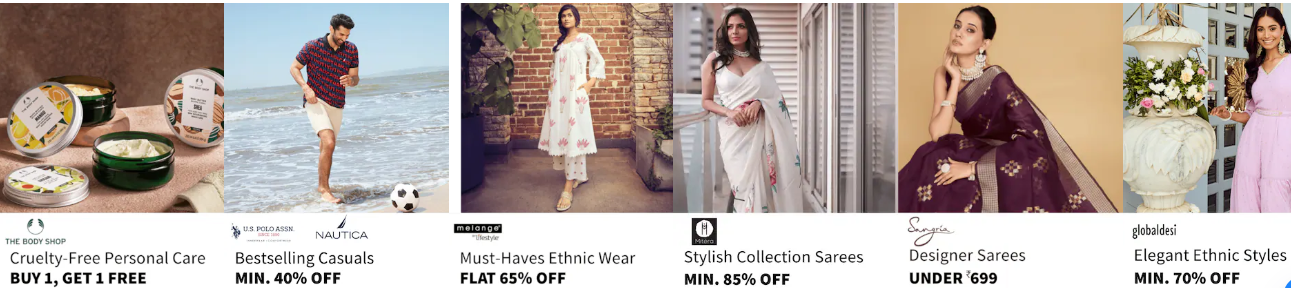 THE BODY SHOP
Cruelty-Free Personal Care
BUY 1, GET 1 FREE
U.S. POLO ASSN.
NAUTICA
Bestselling Casuals
MIN. 40% OFF
melange
by lifestyle
Must-Haves Ethnic Wear
FLAT 65% OFF
Mitera
Stylish Collection Sarees
MIN. 85% OFF
Sangria
Designer Sarees
UNDER ₹699
globaldesi
Elegant Ethnic Styles
MIN. 70% OFF